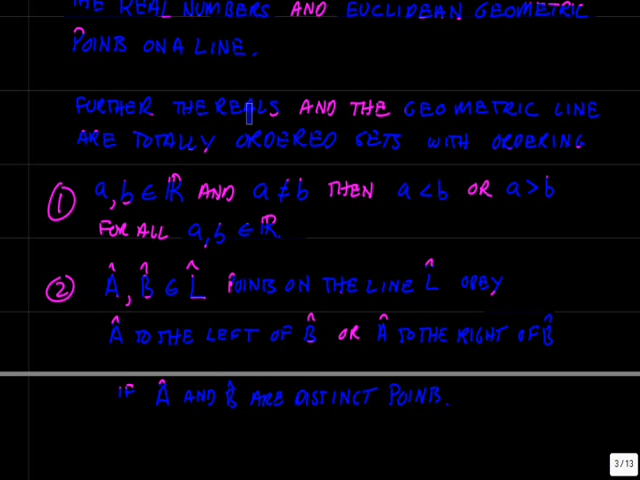 THE REAL NUMBERS AND EUCLIDEAN GEOMETRIC
POINTS ON A LINE.
FURTHER THE REALS AND THE GEOMETRIC LINE
ARE TOTALLY ORDERED SETS WITH ORDERING
① a, b ∈ ℝ AND a ≠ b THEN a < b OR a > b
FOR ALL a, b ∈ ℝ
② Â, B̂ ∈ L̂ POINTS ON THE LINE L̂ OBEY
Â TO THE LEFT OF B̂ OR Â TO THE RIGHT OF B̂
IF Â AND B̂ ARE DISTINCT POINTS.
3 / 13